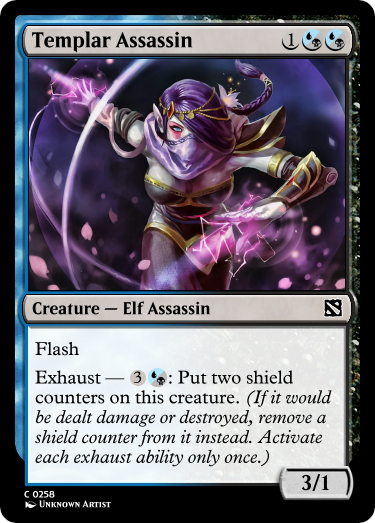 Templar Assassin 1
Creature — Elf Assassin
Flash
Exhaust — 3: Put two shield
counters on this creature. (If it would
be dealt damage or destroyed, remove a
shield counter from it instead. Activate
each exhaust ability only once.)
3/1
C 0258
Unknown Artist